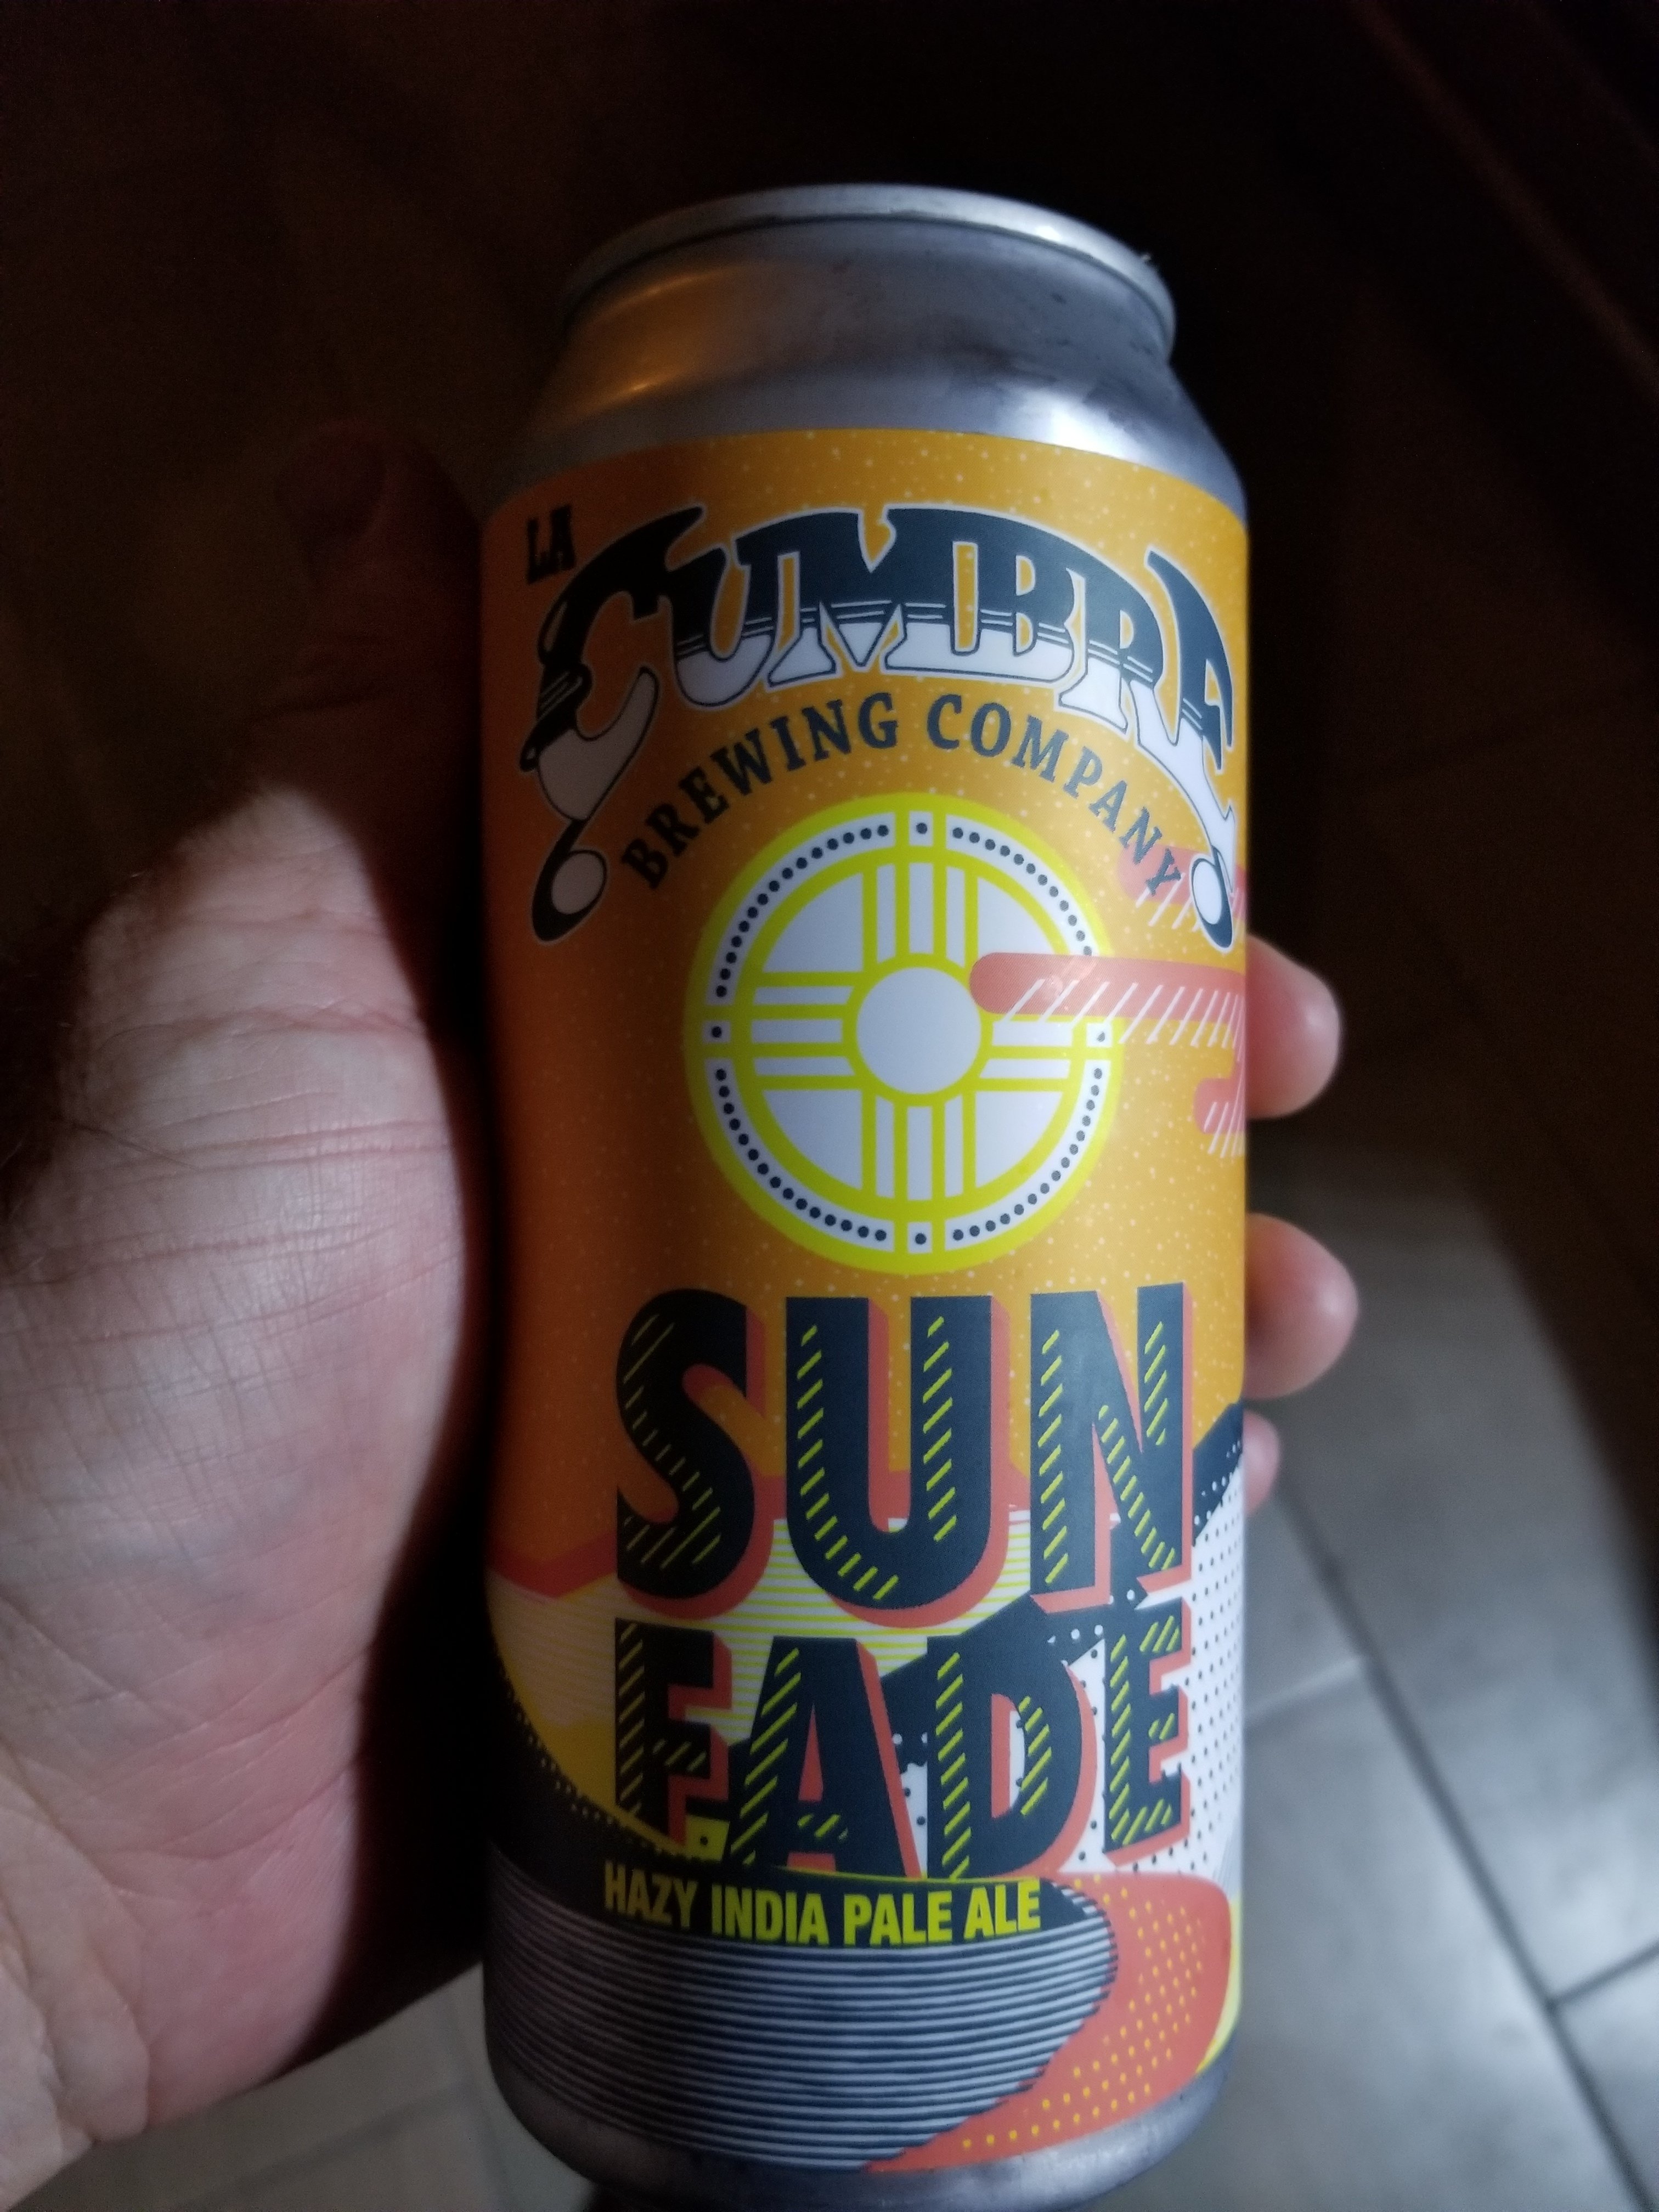 LA
CUMBRE
BREWING COMPANY
SUN
FADE
HAZY INDIA PALE ALE